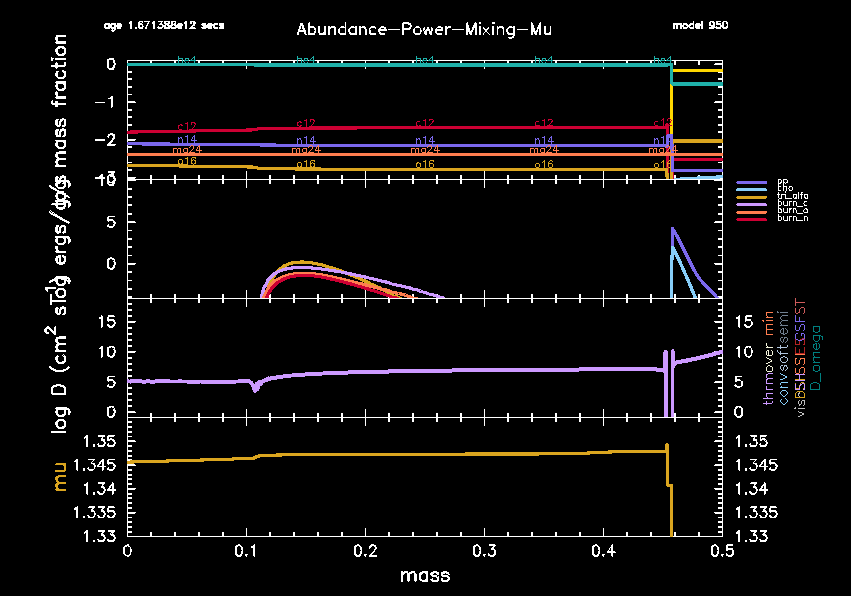 age 1.671388e12 secs
Abundance-Power-Mixing-Mu
model 950
log mass fraction
0
-1
-2
-3
he4 he4 he4 he4 he4
c12 c12 c12 c12 c12
n14 n14 n14 n14 n14
mg24 mg24 mg24 mg24 mg24
o16 o16 o16 o16 o16
log ergs/g/s
10
5
0
pp
cno
tri_alfa
burn_c
burn_o
burn_n
log D (cm2 s-1)
15
10
5
0
15
10
5
0
thrm over min
conv soft semi
D_omega
mu
1.35
1.345
1.34
1.335
1.33
1.35
1.345
1.34
1.335
1.33
0 0.1 0.2 0.3 0.4 0.5
mass